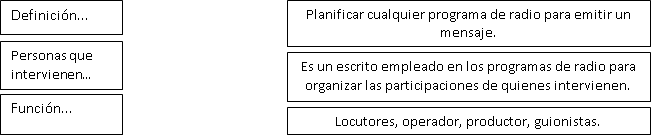 Definición...
Personas que
intervienen...
Función...
Planificar cualquier programa de radio para emitir un
mensaje.
Es un escrito empleado en los programas de radio para
organizar las participaciones de quienes intervienen.
Locutores, operador, productor, guionistas.